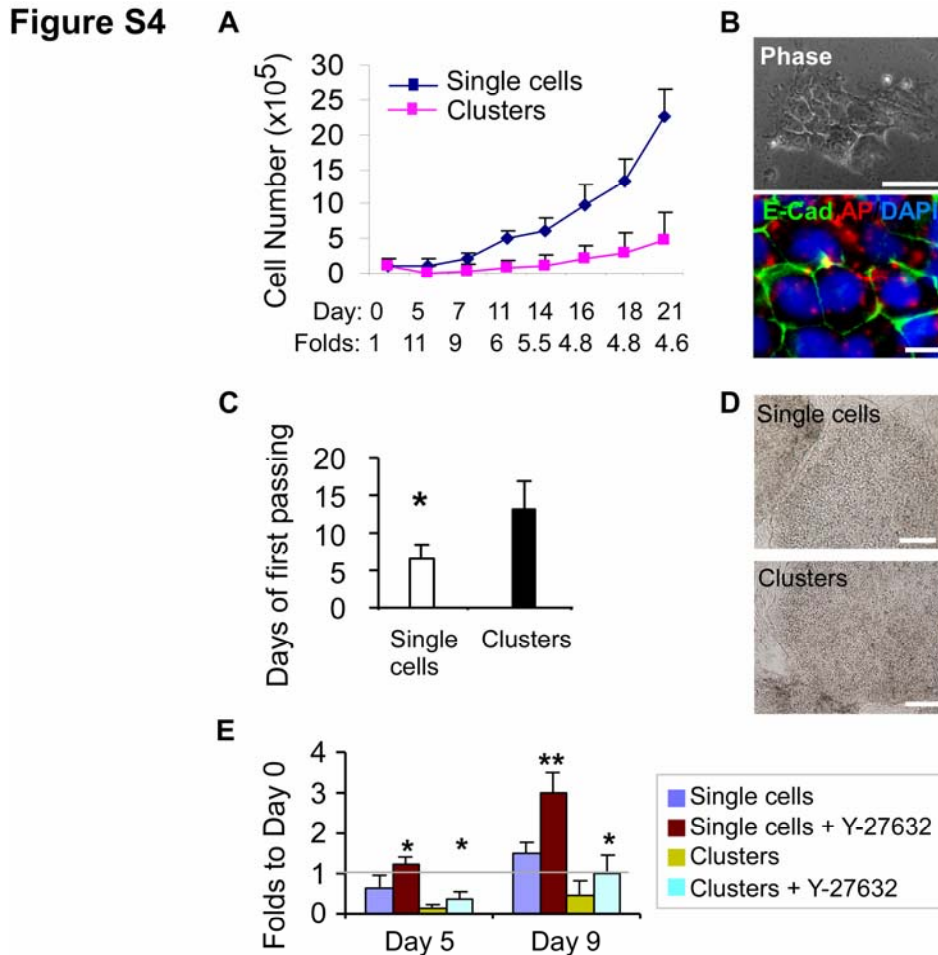 Figure S4
A
Cell Number (x10⁵)
30
25
20
15
10
5
0
Single cells
Clusters
Day: 0 5 7 11 14 16 18 21
Folds: 1 11 9 6 5.5 4.8 4.8 4.6
B
Phase
E-Cad AP DAPI
C
Days of first passing
20
15
10
5
0
*
Single cells
Clusters
D
Single cells
Clusters
E
Folds to Day 0
4
3
2
1
0
* * ** *
Day 5 Day 9
Single cells
Single cells + Y-27632
Clusters
Clusters + Y-27632